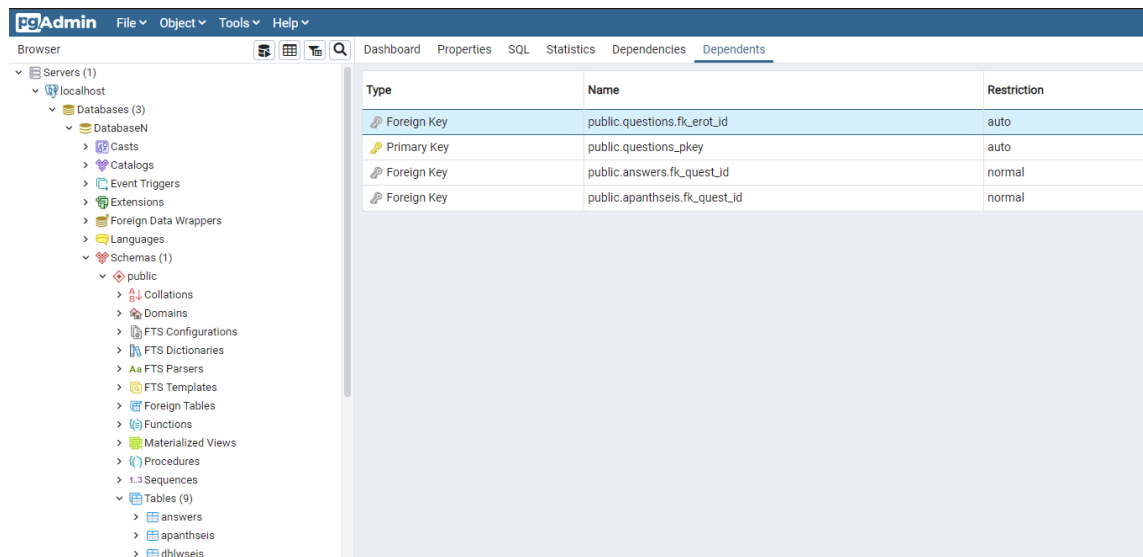 pgAdmin File Object Tools Help
Browser
Dashboard Properties SQL Statistics Dependencies Dependents
Servers (1)
localhost
Databases (3)
DatabaseN
Casts
Catalogs
Event Triggers
Extensions
Foreign Data Wrappers
Languages
Schemas (1)
public
Collations
Domains
FTS Configurations
FTS Dictionaries
Aa FTS Parsers
FTS Templates
Foreign Tables
Functions
Materialized Views
Procedures
1..3 Sequences
Tables (9)
answers
apanthseis
dhlwseis
Type Name Restriction
Foreign Key public.questions.fk_erot_id auto
Primary Key public.questions_pkey auto
Foreign Key public.answers.fk_quest_id normal
Foreign Key public.apanthseis.fk_quest_id normal